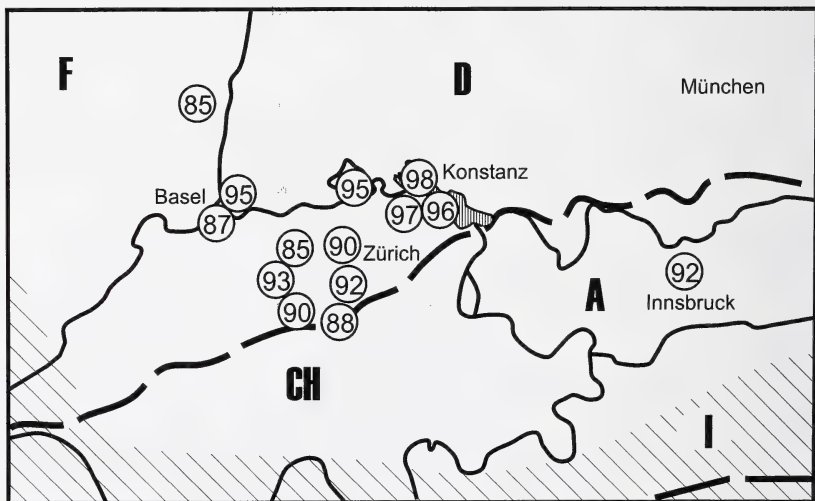 F
D
85
München
Basel
95
95
98
Konstanz
87
97
96
85
90
Zürich
93
92
92
A
Innsbruck
90
88
CH
I